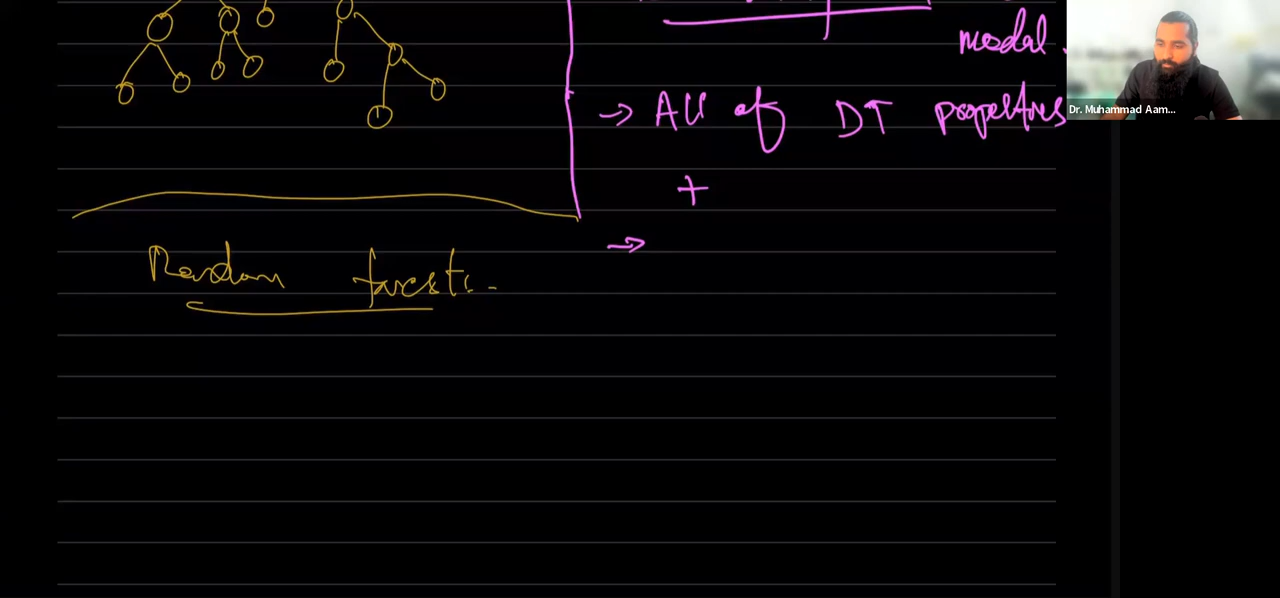 modal.
Dr. Muhammad Aam...
→ All of DT properties
+
→
Random forest..